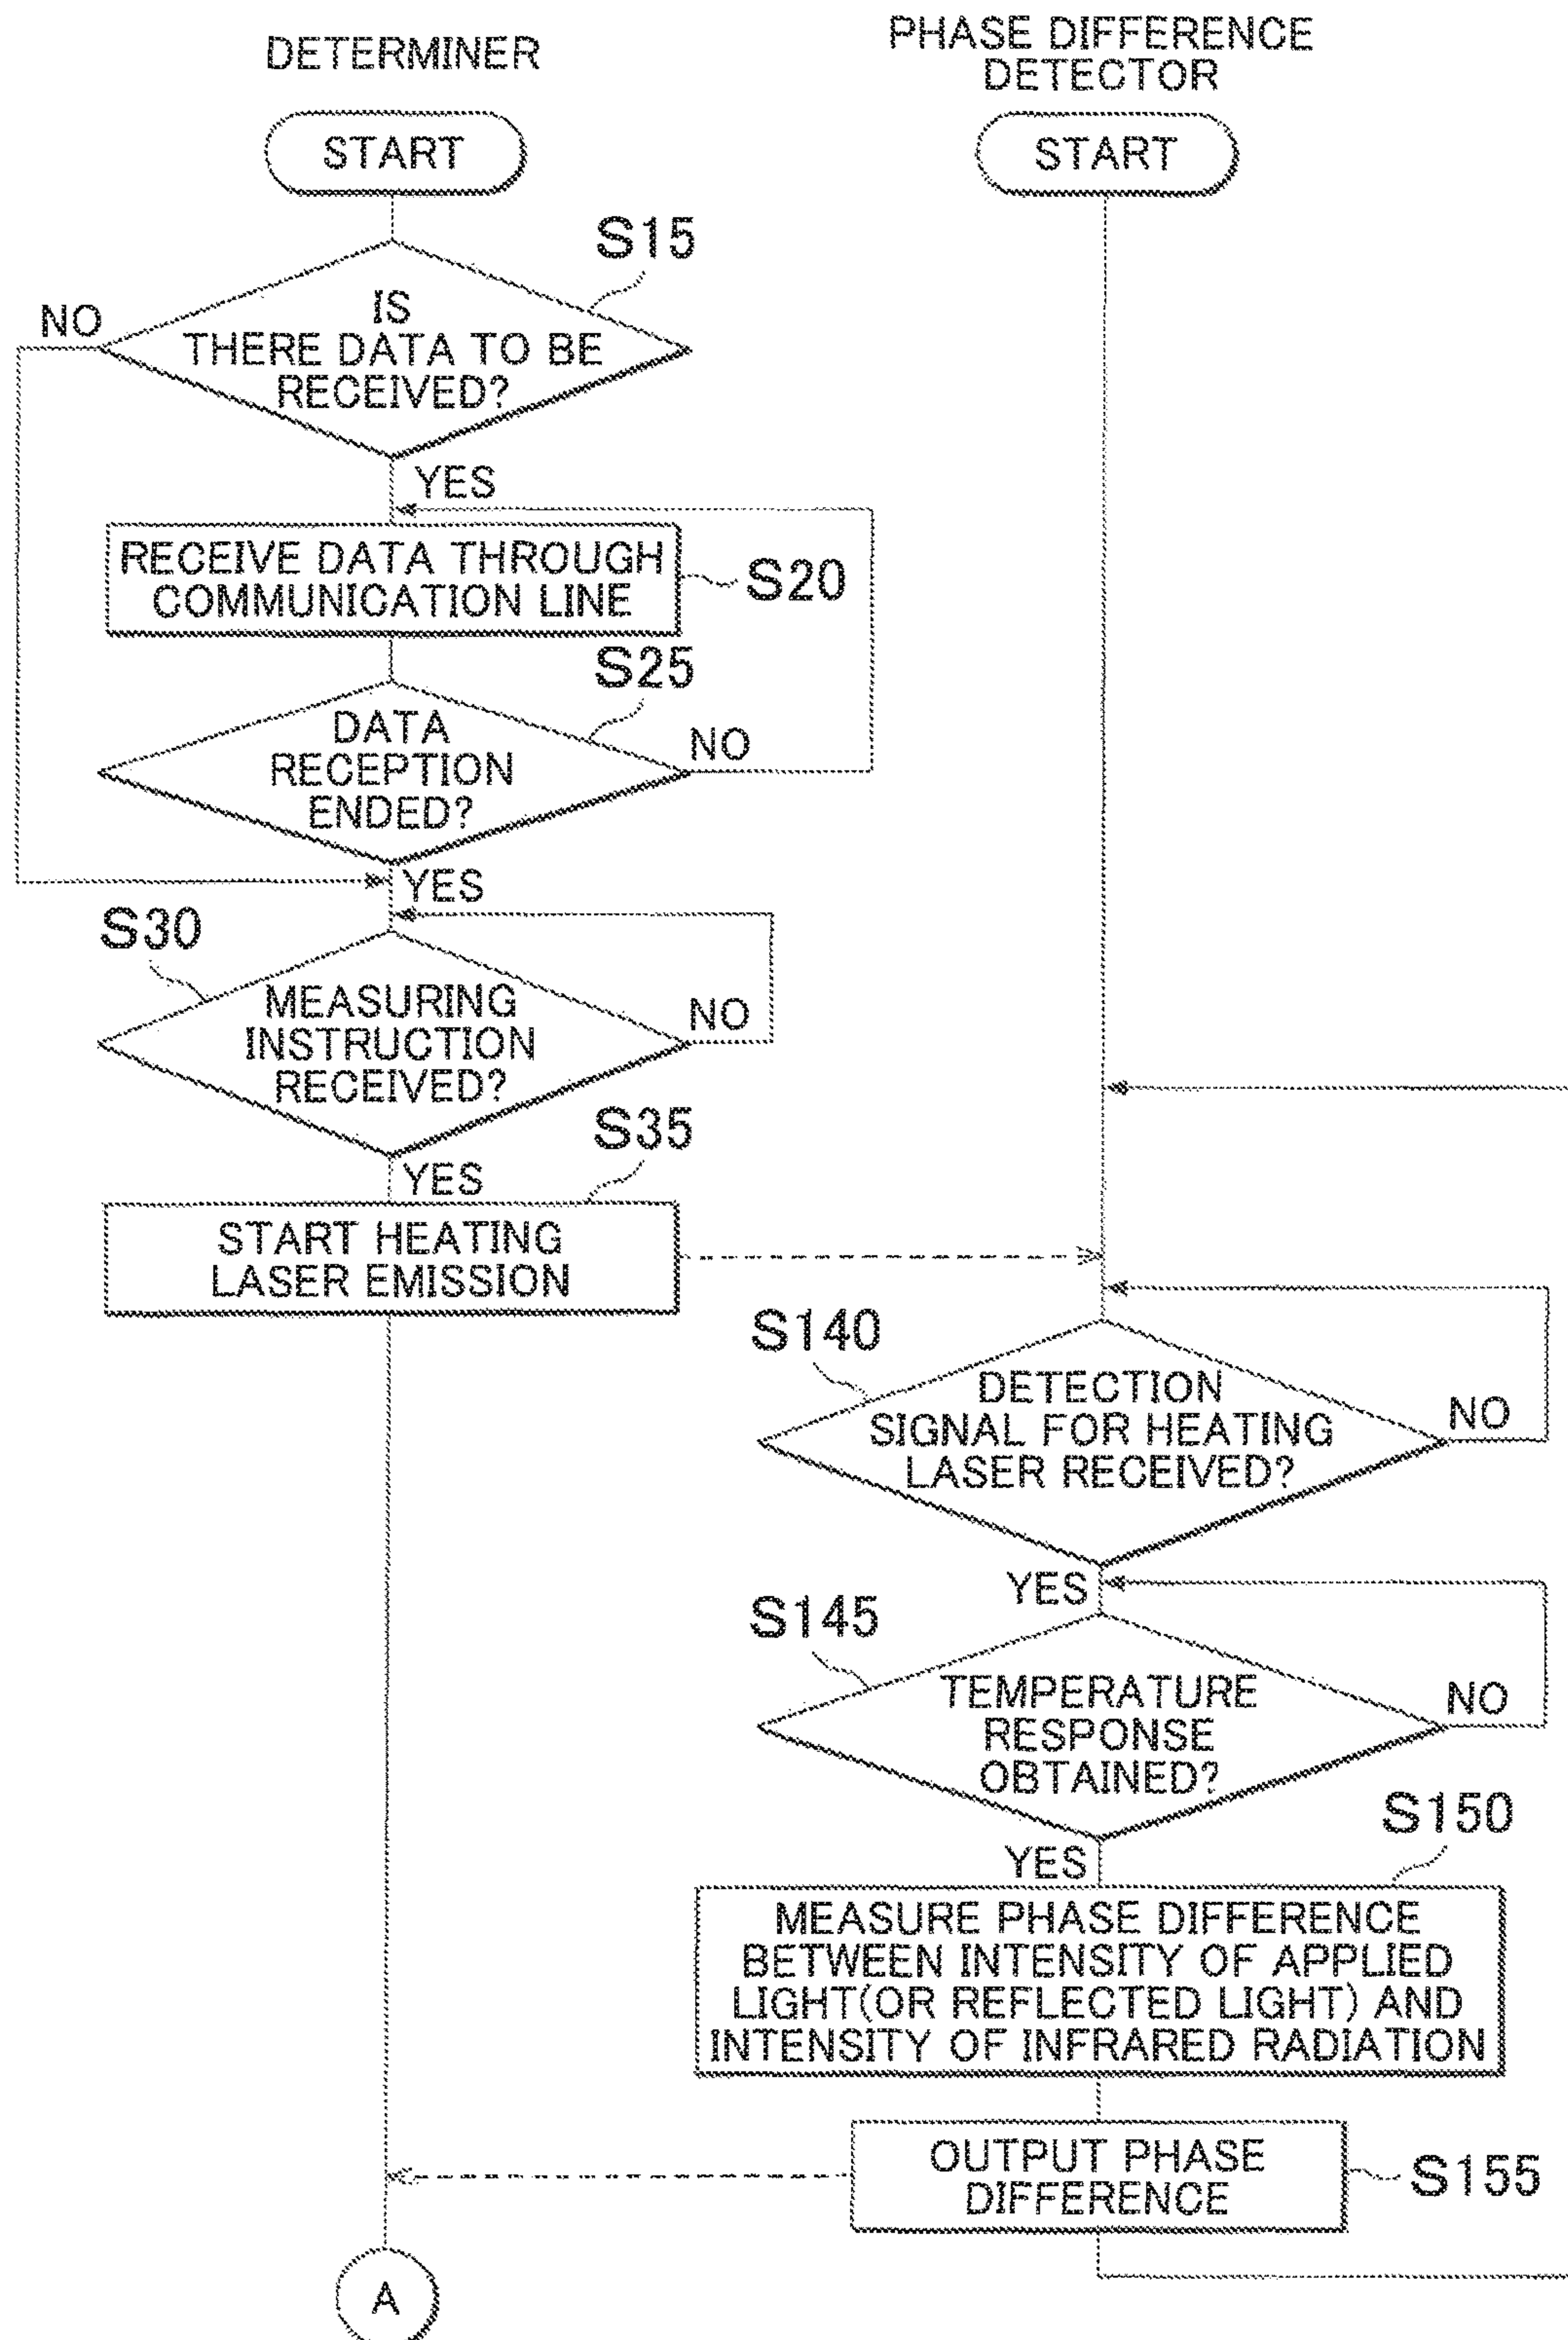 DETERMINER
START
S15
IS
THERE DATA TO BE
RECEIVED?
NO
YES
RECEIVE DATA THROUGH
COMMUNICATION LINE
S20
S25
DATA
RECEPTION
ENDED?
NO
YES
S30
MEASURING
INSTRUCTION
RECEIVED?
NO
YES
S35
START HEATING
LASER EMISSION
A
PHASE DIFFERENCE
DETECTOR
START
S140
DETECTION
SIGNAL FOR HEATING
LASER RECEIVED?
NO
YES
S145
TEMPERATURE
RESPONSE
OBTAINED?
NO
YES
S150
MEASURE PHASE DIFFERENCE
BETWEEN INTENSITY OF APPLIED
LIGHT(OR REFLECTED LIGHT) AND
INTENSITY OF INFRARED RADIATION
OUTPUT PHASE
DIFFERENCE
S155